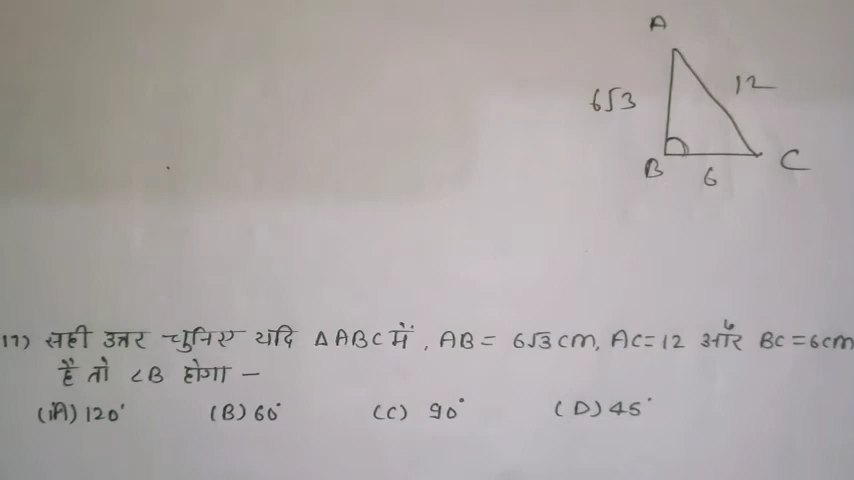 A
6√3
12
B
6
C
17) सही उत्तर चुनिए यदि ΔABC में, AB = 6√3 cm, AC = 12 और BC = 6cm
है तो ∠B होगा –
(A) 120° (B) 60° (C) 90° (D) 45°